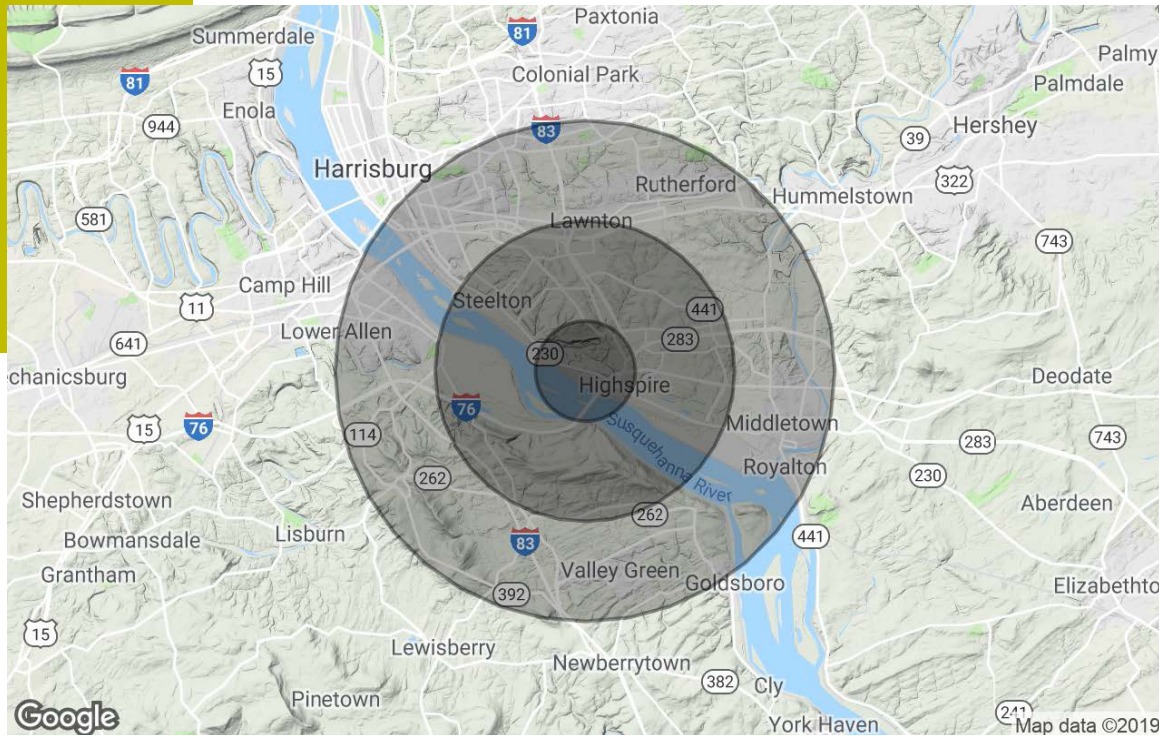 Paxtonia
81
Summerdale
15
Colonial Park
Palmy
81
Palmdale
Enola
944
83
Hershey
39
Harrisburg
Rutherford
322
Hummelstown
581
Lawnton
743
Camp Hill
11
Steelton
441
Lower Allen
283
641
230
echanicsburg
Highspire
Deodate
76
15
76
Susquehanna River
Middletown
114
283
743
Royalton
262
230
Shepherdstown
Aberdeen
262
Lisburn
441
Bowmansdale
83
Grantham
Valley Green
Goldsboro
Elizabethto
392
15
Lewisberry
Newberrytown
382
Cly
Pinetown
241
Google
York Haven
Map data ©2019